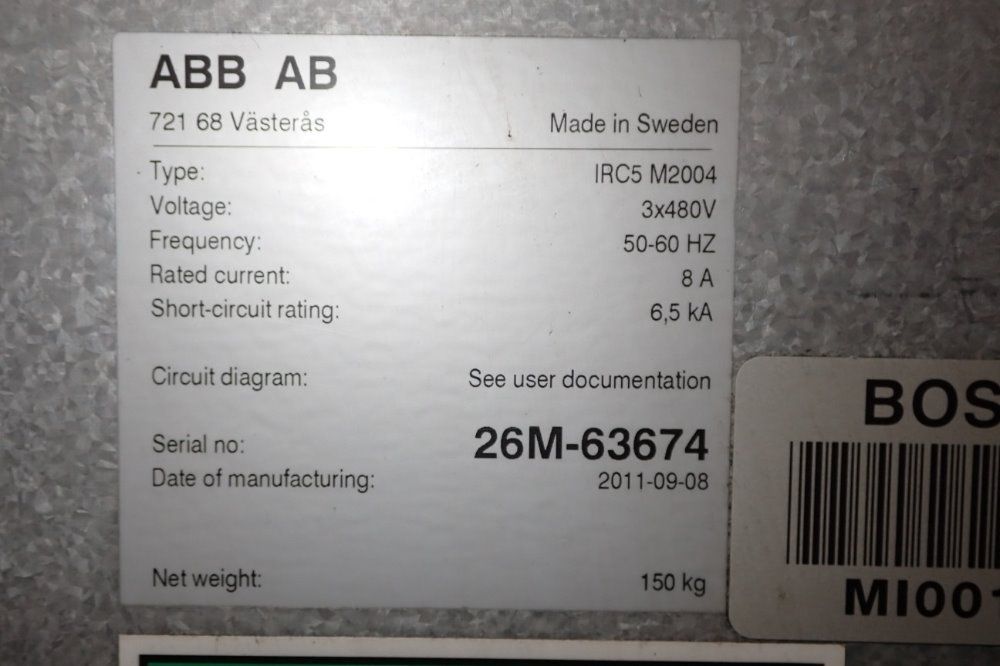 ABB AB
721 68 Västerås Made in Sweden
Type: IRC5 M2004
Voltage: 3x480V
Frequency: 50-60 HZ
Rated current: 8 A
Short-circuit rating: 6,5 kA
Circuit diagram: See user documentation
Serial no: 26M-63674
Date of manufacturing: 2011-09-08
Net weight: 150 kg
BOS
MI001